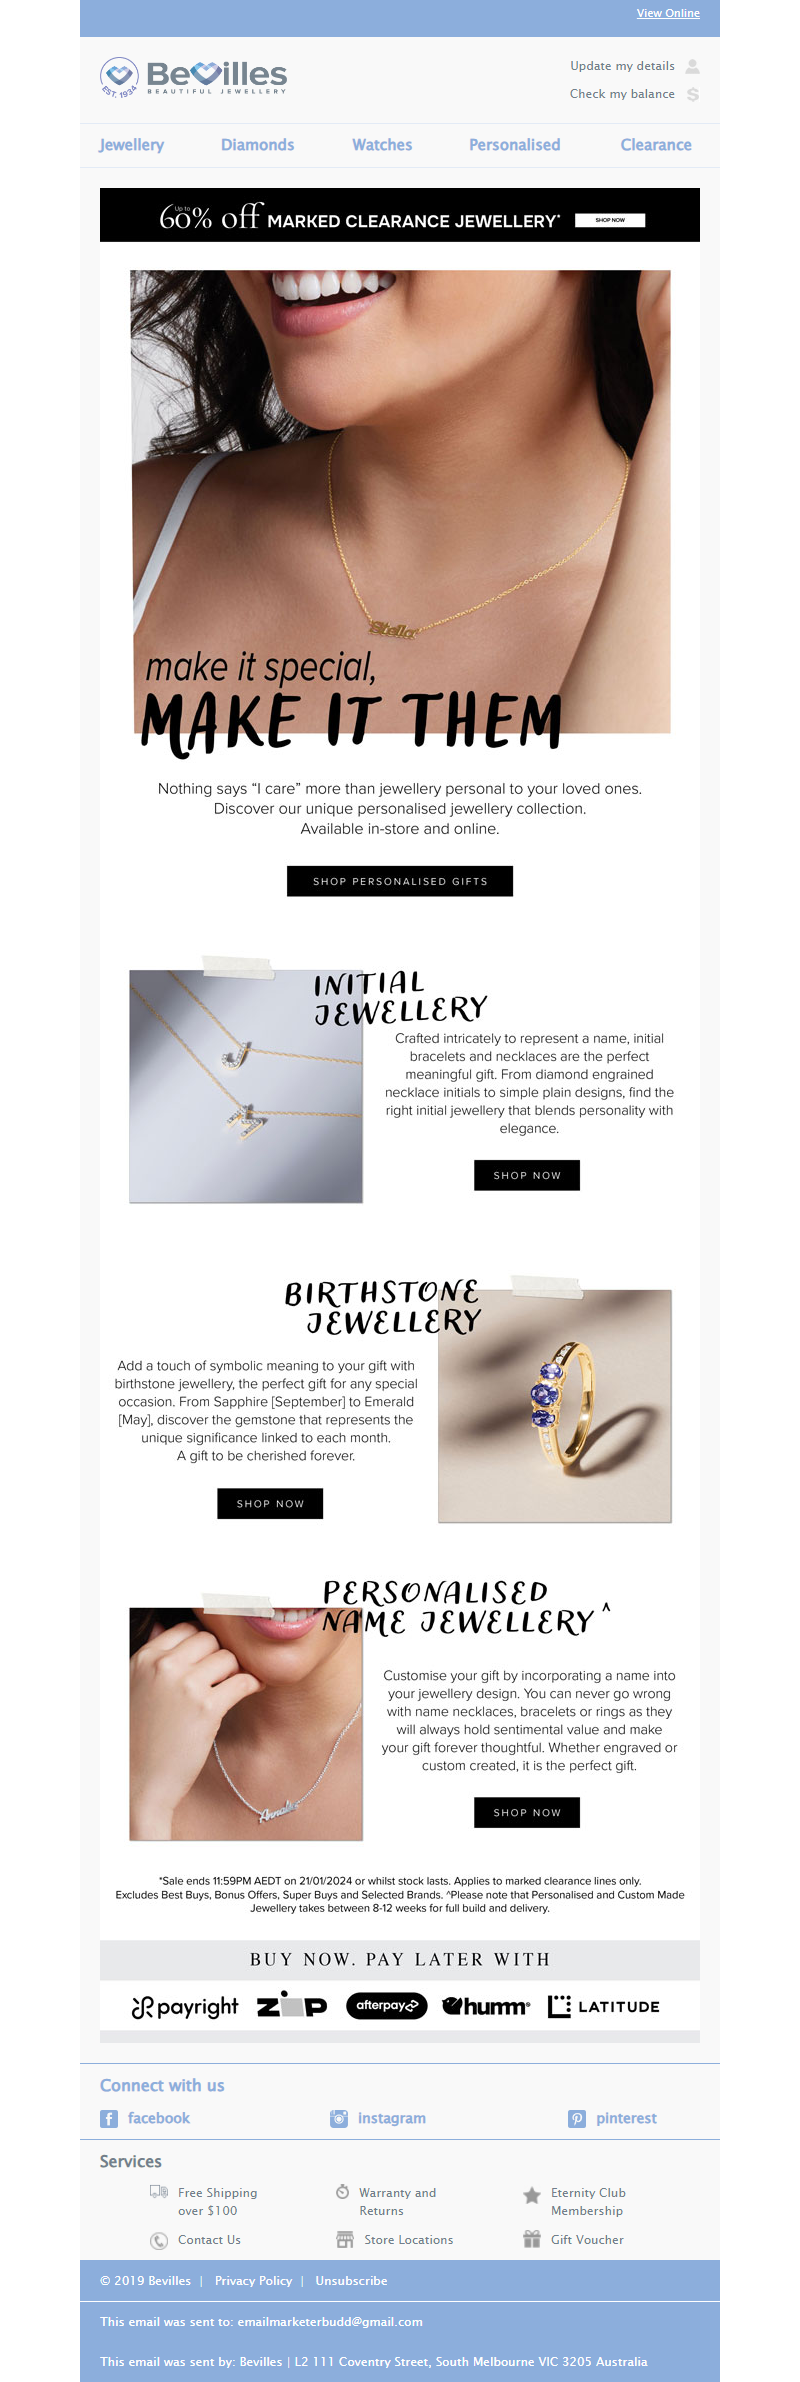 View Online
BeVilles
BEAUTIFUL JEWELLERY
EST. 1934
Update my details
Check my balance
Jewellery Diamonds Watches Personalised Clearance
Up to
60% off MARKED CLEARANCE JEWELLERY* SHOP NOW
Stella
make it special,
MAKE IT THEM
Nothing says “I care” more than jewellery personal to your loved ones.
Discover our unique personalised jewellery collection.
Available in-store and online.
SHOP PERSONALISED GIFTS
INITIAL
JEWELLERY
J
M
Crafted intricately to represent a name, initial
bracelets and necklaces are the perfect
meaningful gift. From diamond engrained
necklace initials to simple plain designs, find the
right initial jewellery that blends personality with
elegance.
SHOP NOW
BIRTHSTONE
JEWELLERY
Add a touch of symbolic meaning to your gift with
birthstone jewellery, the perfect gift for any special
occasion. From Sapphire [September] to Emerald
[May], discover the gemstone that represents the
unique significance linked to each month.
A gift to be cherished forever.
SHOP NOW
PERSONALISED
NAME JEWELLERY ^
Customise your gift by incorporating a name into
your jewellery design. You can never go wrong
with name necklaces, bracelets or rings as they
will always hold sentimental value and make
your gift forever thoughtful. Whether engraved or
custom created, it is the perfect gift.
SHOP NOW
*Sale ends 11:59PM AEDT on 21/01/2024 or whilst stock lasts. Applies to marked clearance lines only.
Excludes Best Buys, Bonus Offers, Super Buys and Selected Brands. ^Please note that Personalised and Custom Made
Jewellery takes between 8-12 weeks for full build and delivery.
BUY NOW. PAY LATER WITH
payright zip afterpay humm® LATITUDE
Connect with us
facebook instagram pinterest
Services
Free Shipping
over $100
Warranty and
Returns
Eternity Club
Membership
Contact Us Store Locations Gift Voucher
© 2019 Bevilles | Privacy Policy | Unsubscribe
This email was sent to: emailmarketerbudd@gmail.com
This email was sent by: Bevilles | L2 111 Coventry Street, South Melbourne VIC 3205 Australia